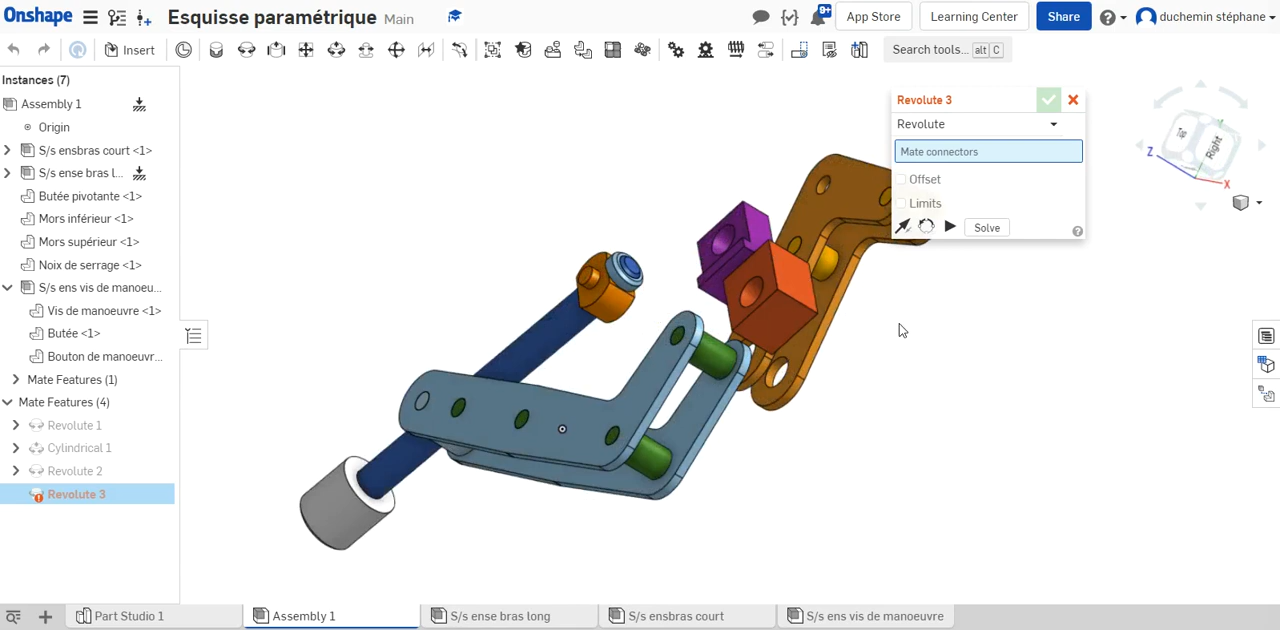 Onshape Esquisse paramétrique Main 9+ App Store Learning Center Share duchemin stéphane
Insert Search tools... alt C
Instances (7)
Assembly 1
Origin
S/s ensbras court <1>
S/s ense bras l...
Butée pivotante <1>
Mors inférieur <1>
Mors supérieur <1>
Noix de serrage <1>
S/s ens vis de manoeu...
Vis de manoeuvre <1>
Butée <1>
Bouton de manoeuvr...
Mate Features (1)
Mate Features (4)
Revolute 1
Cylindrical 1
Revolute 2
Revolute 3
Revolute 3
Revolute
Mate connectors
Offset
Limits
Solve
Top
Right
Z
X
Part Studio 1 Assembly 1 S/s ense bras long S/s ensbras court S/s ens vis de manoeuvre